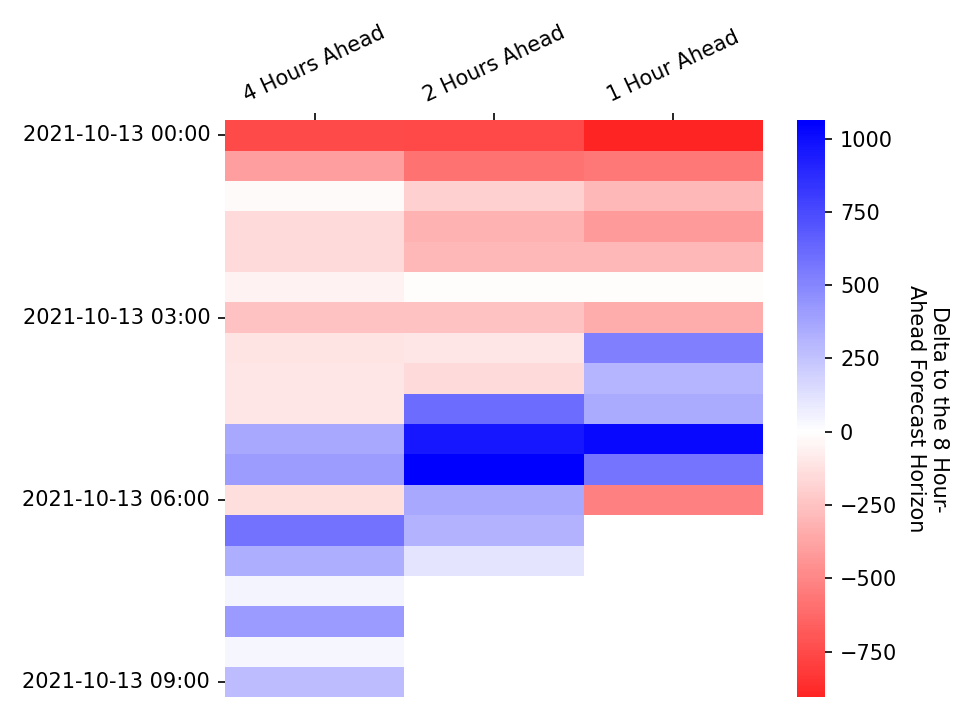 4 Hours Ahead
2 Hours Ahead
1 Hour Ahead
2021-10-13 00:00
2021-10-13 03:00
2021-10-13 06:00
2021-10-13 09:00
1000
750
500
250
0
−250
−500
−750
Delta to the 8 Hour-
Ahead Forecast Horizon